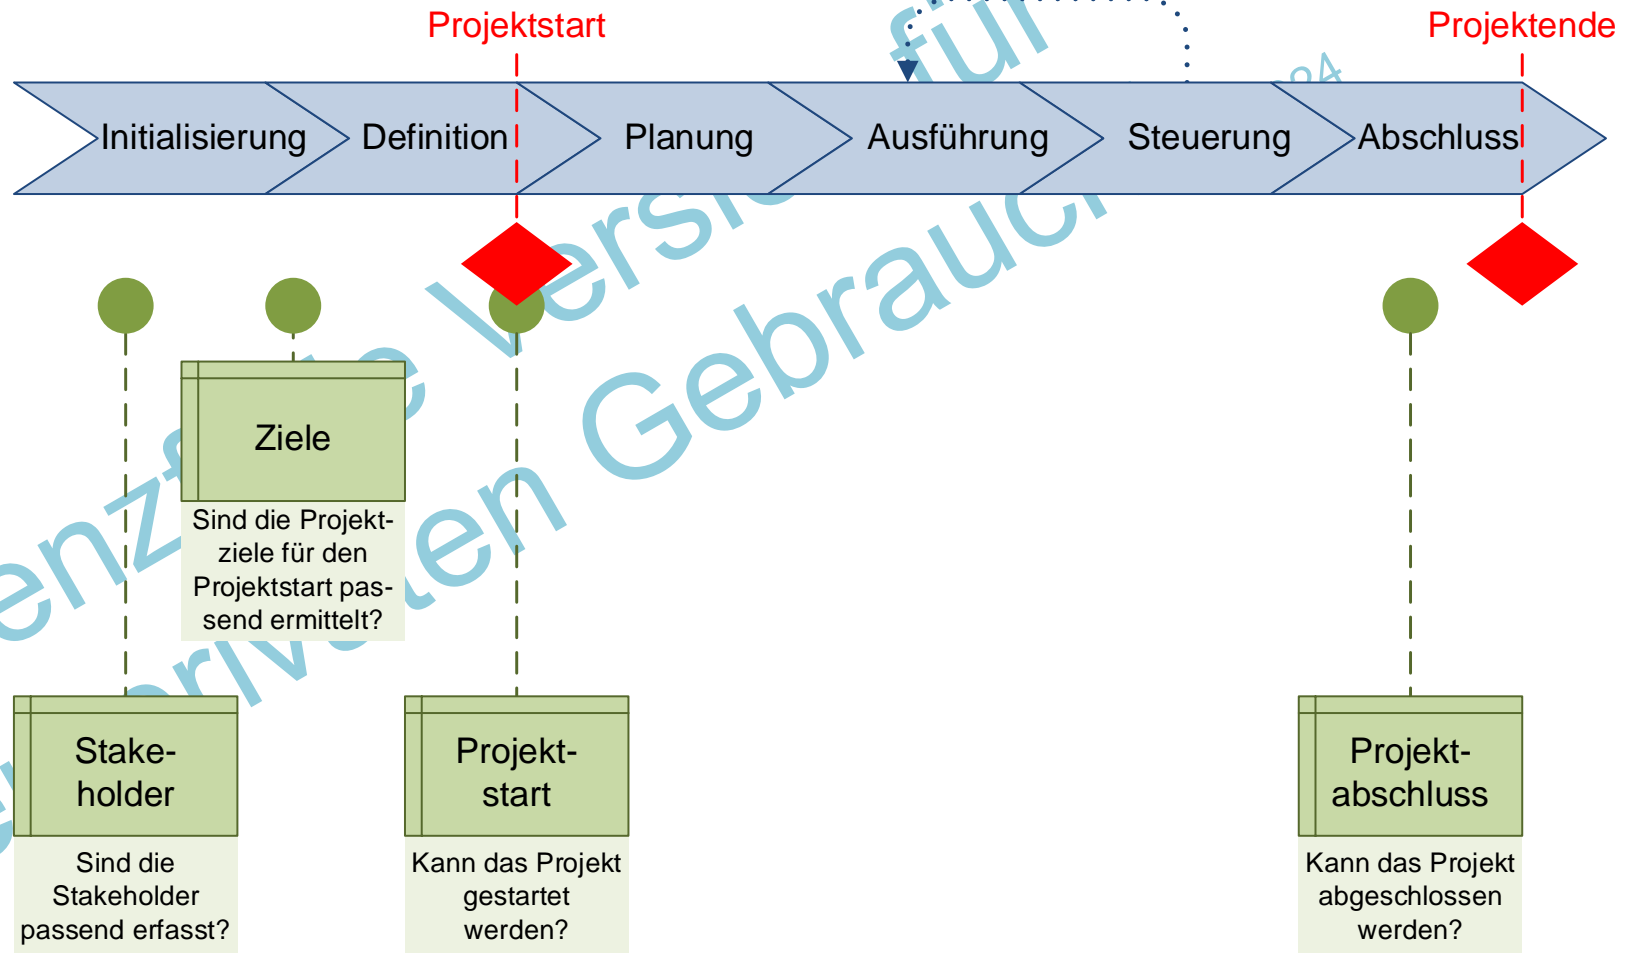 Projektstart
Projektende
Initialisierung
Definition
Planung
Ausführung
Steuerung
Abschluss
Ziele
Sind die Projekt-
ziele für den
Projektstart pas-
send ermittelt?
Stake-
holder
Sind die
Stakeholder
passend erfasst?
Projekt-
start
Kann das Projekt
gestartet
werden?
Projekt-
abschluss
Kann das Projekt
abgeschlossen
werden?
für
Gebrauch